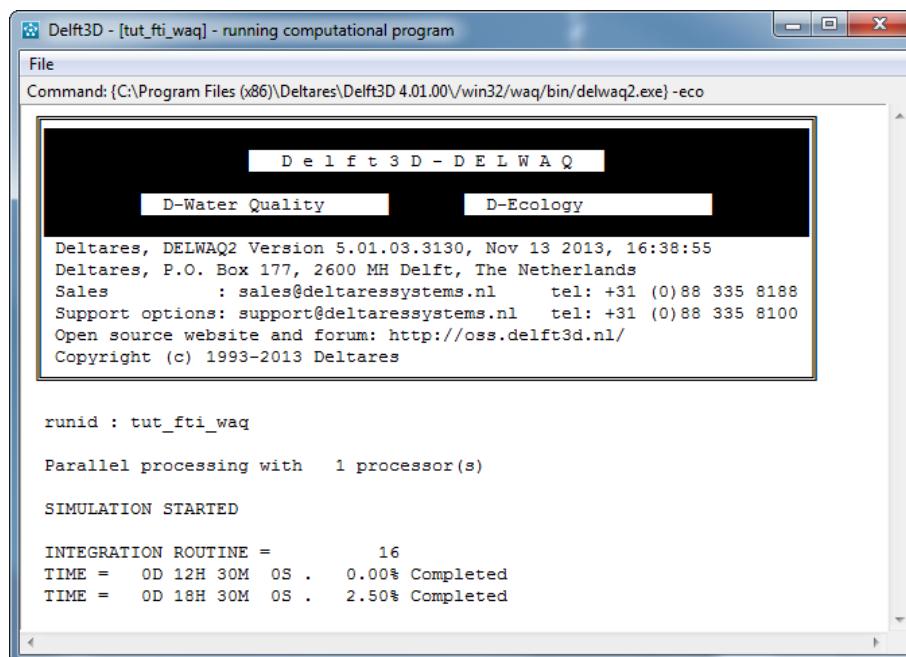 Delft3D - [tut_fti_waq] - running computational program
File
Command: {C:\Program Files (x86)\Deltares\Delft3D 4.01.00\/win32/waq/bin/delwaq2.exe} -eco
D e l f t 3 D - D E L W A Q
D-Water Quality D-Ecology
Deltares, DELWAQ2 Version 5.01.03.3130, Nov 13 2013, 16:38:55
Deltares, P.O. Box 177, 2600 MH Delft, The Netherlands
Sales : sales@deltaressystems.nl tel: +31 (0)88 335 8188
Support options: support@deltaressystems.nl tel: +31 (0)88 335 8100
Open source website and forum: http://oss.delft3d.nl/
Copyright (c) 1993-2013 Deltares
runid : tut_fti_waq
Parallel processing with 1 processor(s)
SIMULATION STARTED
INTEGRATION ROUTINE = 16
TIME = 0D 12H 30M 0S . 0.00% Completed
TIME = 0D 18H 30M 0S . 2.50% Completed